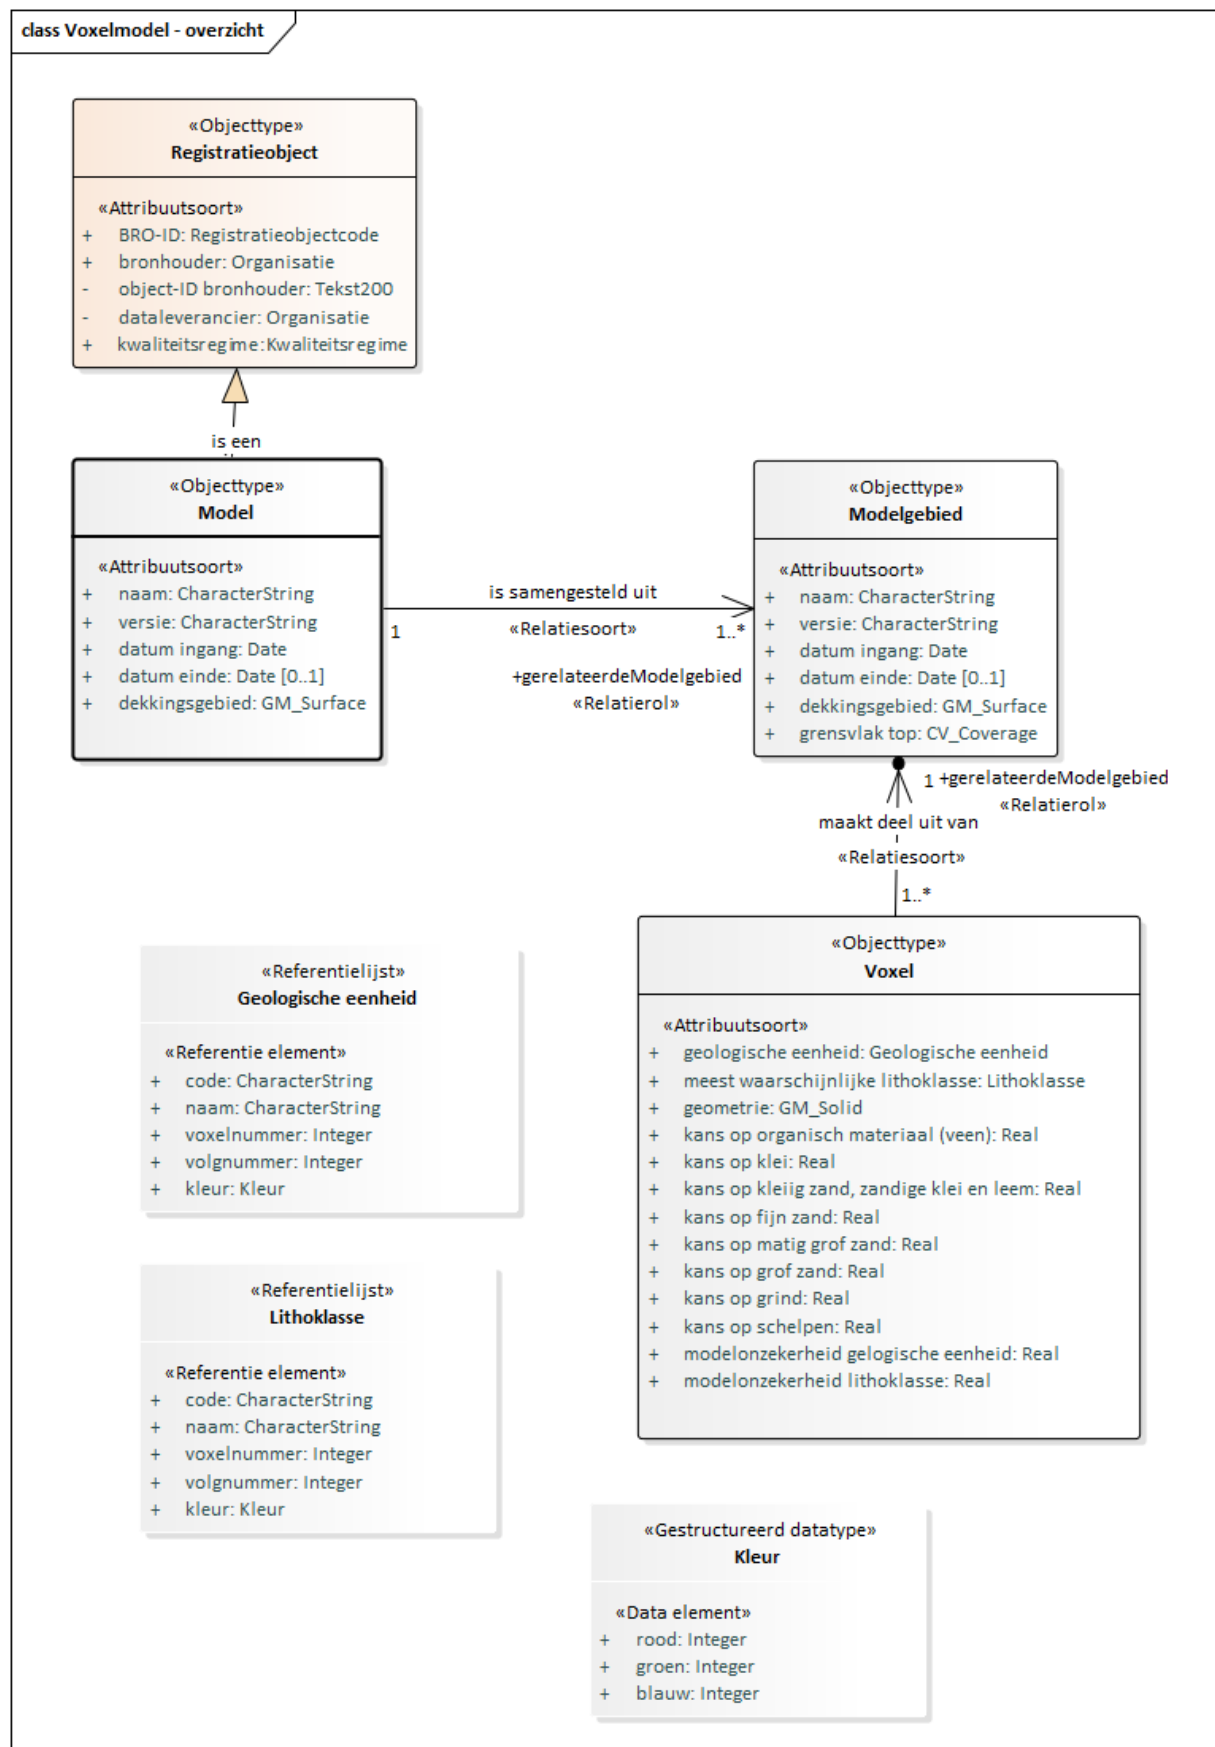 class Voxelmodel - overzicht
«Objecttype»
Registratieobject
«Attribuutsoort»
+ BRO-ID: Registratieobjectcode
+ bronhouder: Organisatie
- object-ID bronhouder: Tekst200
- dataleverancier: Organisatie
+ kwaliteitsregime:Kwaliteitsregime
is een
«Objecttype»
Model
«Attribuutsoort»
+ naam: CharacterString
+ versie: CharacterString
+ datum ingang: Date
+ datum einde: Date [0..1]
+ dekkingsgebied: GM_Surface
is samengesteld uit
1
«Relatiesoort»
1..*
+gerelateerdeModelgebied
«Relatierol»
«Objecttype»
Modelgebied
«Attribuutsoort»
+ naam: CharacterString
+ versie: CharacterString
+ datum ingang: Date
+ datum einde: Date [0..1]
+ dekkingsgebied: GM_Surface
+ grensvlak top: CV_Coverage
1 +gerelateerdeModelgebied
«Relatierol»
maakt deel uit van
«Relatiesoort»
1..*
«Objecttype»
Voxel
«Attribuutsoort»
+ geologische eenheid: Geologische eenheid
+ meest waarschijnlijke lithoklasse: Lithoklasse
+ geometrie: GM_Solid
+ kans op organisch materiaal (veen): Real
+ kans op klei: Real
+ kans op kleiig zand, zandige klei en leem: Real
+ kans op fijn zand: Real
+ kans op matig grof zand: Real
+ kans op grof zand: Real
+ kans op grind: Real
+ kans op schelpen: Real
+ modelonzekerheid gelogische eenheid: Real
+ modelonzekerheid lithoklasse: Real
«Referentielijst»
Geologische eenheid
«Referentie element»
+ code: CharacterString
+ naam: CharacterString
+ voxelnummer: Integer
+ volgnummer: Integer
+ kleur: Kleur
«Referentielijst»
Lithoklasse
«Referentie element»
+ code: CharacterString
+ naam: CharacterString
+ voxelnummer: Integer
+ volgnummer: Integer
+ kleur: Kleur
«Gestructureerd datatype»
Kleur
«Data element»
+ rood: Integer
+ groen: Integer
+ blauw: Integer